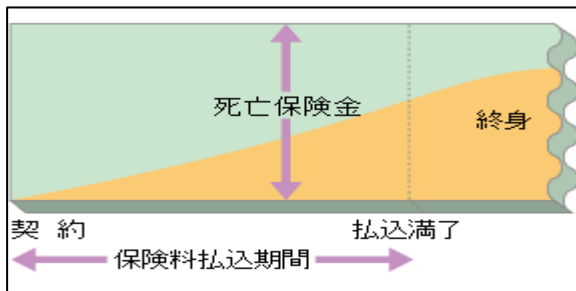 死亡保険金
終身
契 約
払込満了
保険料払込期間